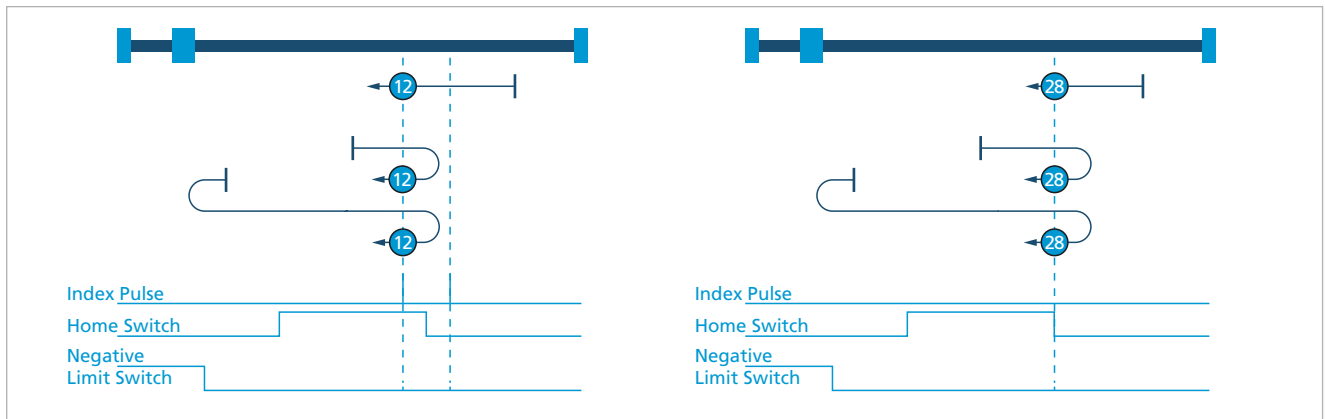 12
12
12
Index Pulse
Home Switch
Negative
Limit Switch
28
28
28
Index Pulse
Home Switch
Negative
Limit Switch